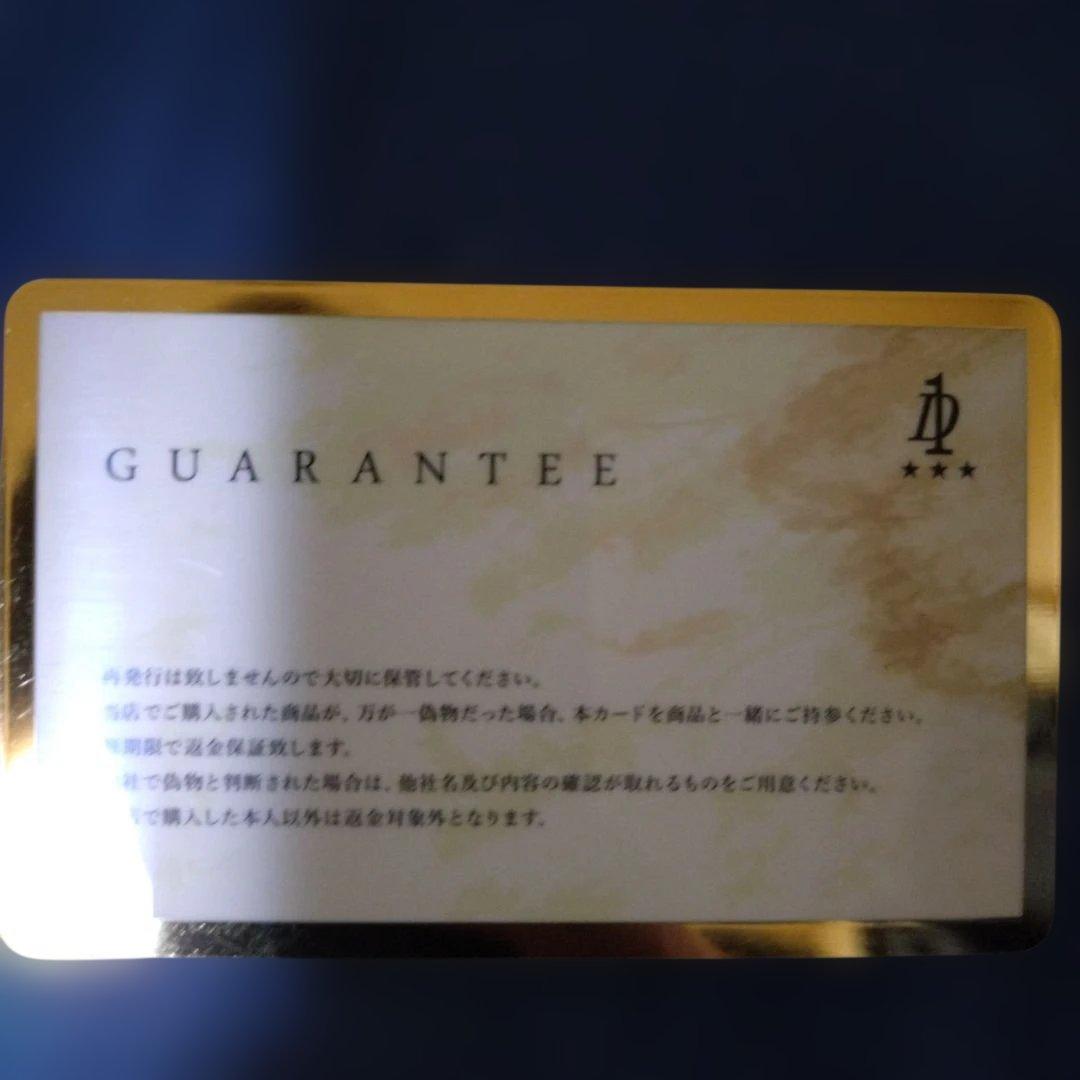 GUARANTEE
★★★
再発行は致しませんので大切に保管してください。
当店でご購入された商品が、万が一偽物だった場合、本カードを商品と一緒にご持参ください。
無期限で返金保証致します。
社で偽物と判断された場合は、他社名及び内容の確認が取れるものをご用意ください。
店で購入した本人以外は返金対象外となります。